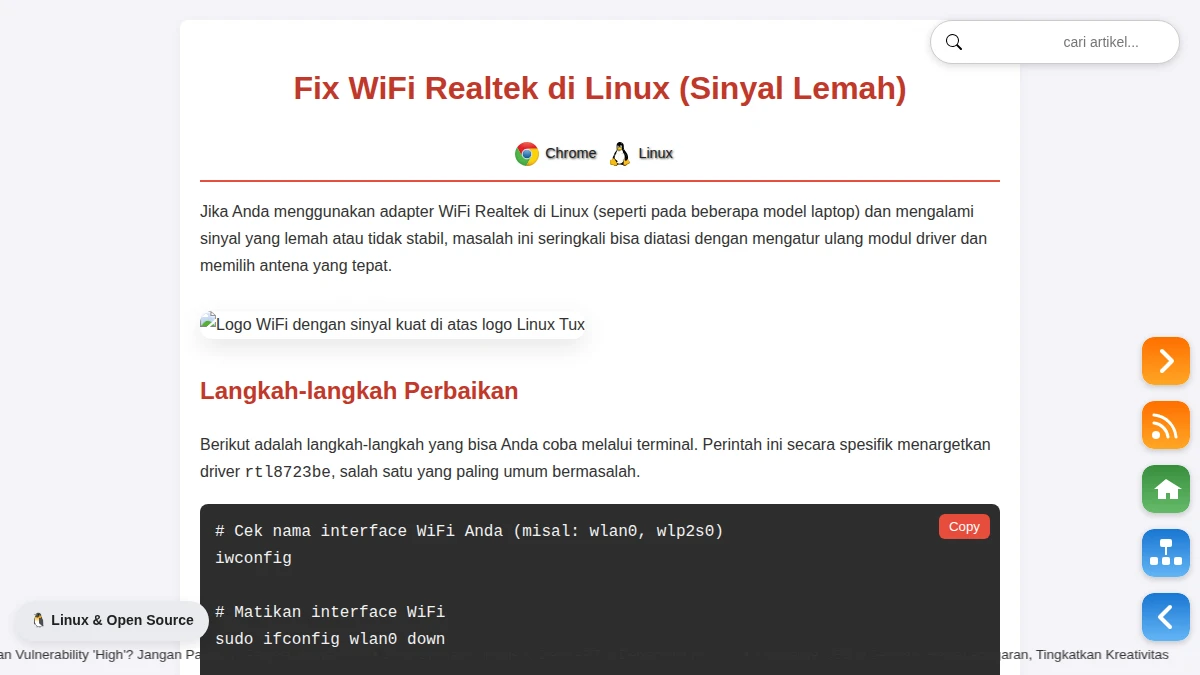 cari artikel...
Fix WiFi Realtek di Linux (Sinyal Lemah)
Chrome Linux
Jika Anda menggunakan adapter WiFi Realtek di Linux (seperti pada beberapa model laptop) dan mengalami
sinyal yang lemah atau tidak stabil, masalah ini seringkali bisa diatasi dengan mengatur ulang modul driver dan
memilih antena yang tepat.
Logo WiFi dengan sinyal kuat di atas logo Linux Tux
Langkah-langkah Perbaikan
Berikut adalah langkah-langkah yang bisa Anda coba melalui terminal. Perintah ini secara spesifik menargetkan
driver rtl8723be, salah satu yang paling umum bermasalah.
Copy
# Cek nama interface WiFi Anda (misal: wlan0, wlp2s0)
iwconfig
# Matikan interface WiFi
sudo ifconfig wlan0 down
Linux & Open Source
an Vulnerability 'High'? Jangan Pa
aran, Tingkatkan Kreativitas